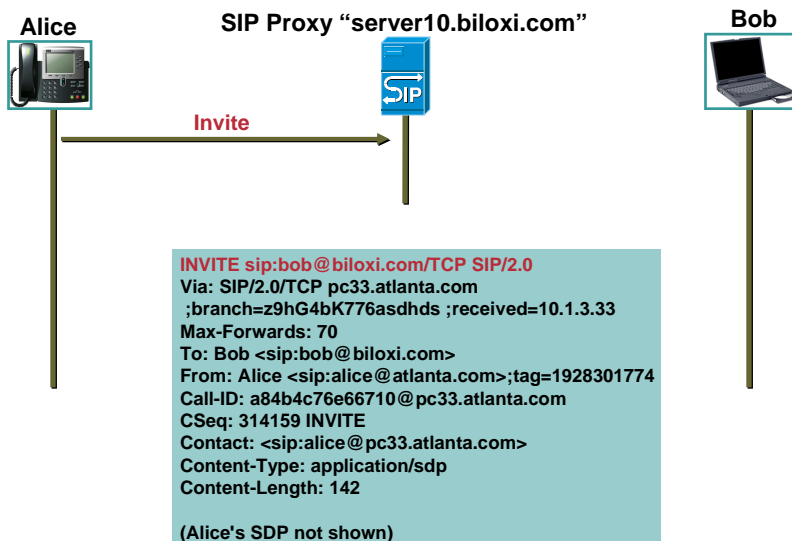 Alice
SIP Proxy “server10.biloxi.com”
Bob
SIP
Invite
INVITE sip:bob@biloxi.com/TCP SIP/2.0
Via: SIP/2.0/TCP pc33.atlanta.com
;branch=z9hG4bK776asdhds ;received=10.1.3.33
Max-Forwards: 70
To: Bob <sip:bob@biloxi.com>
From: Alice <sip:alice@atlanta.com>;tag=1928301774
Call-ID: a84b4c76e66710@pc33.atlanta.com
CSeq: 314159 INVITE
Contact: <sip:alice@pc33.atlanta.com>
Content-Type: application/sdp
Content-Length: 142
(Alice's SDP not shown)